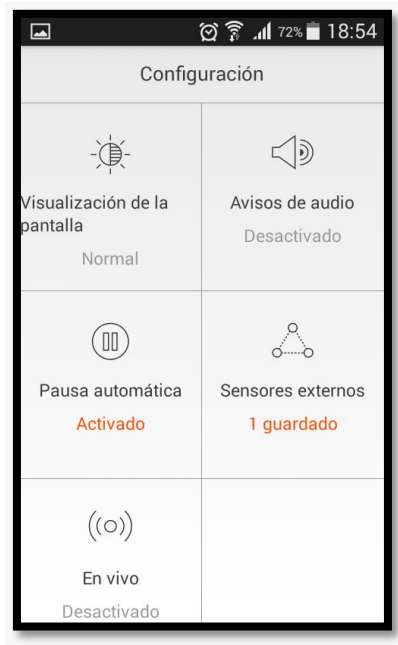 72% 18:54
Configuración
Visualización de la
pantalla
Normal
Avisos de audio
Desactivado
Pausa automática
Activado
Sensores externos
1 guardado
En vivo
Desactivado